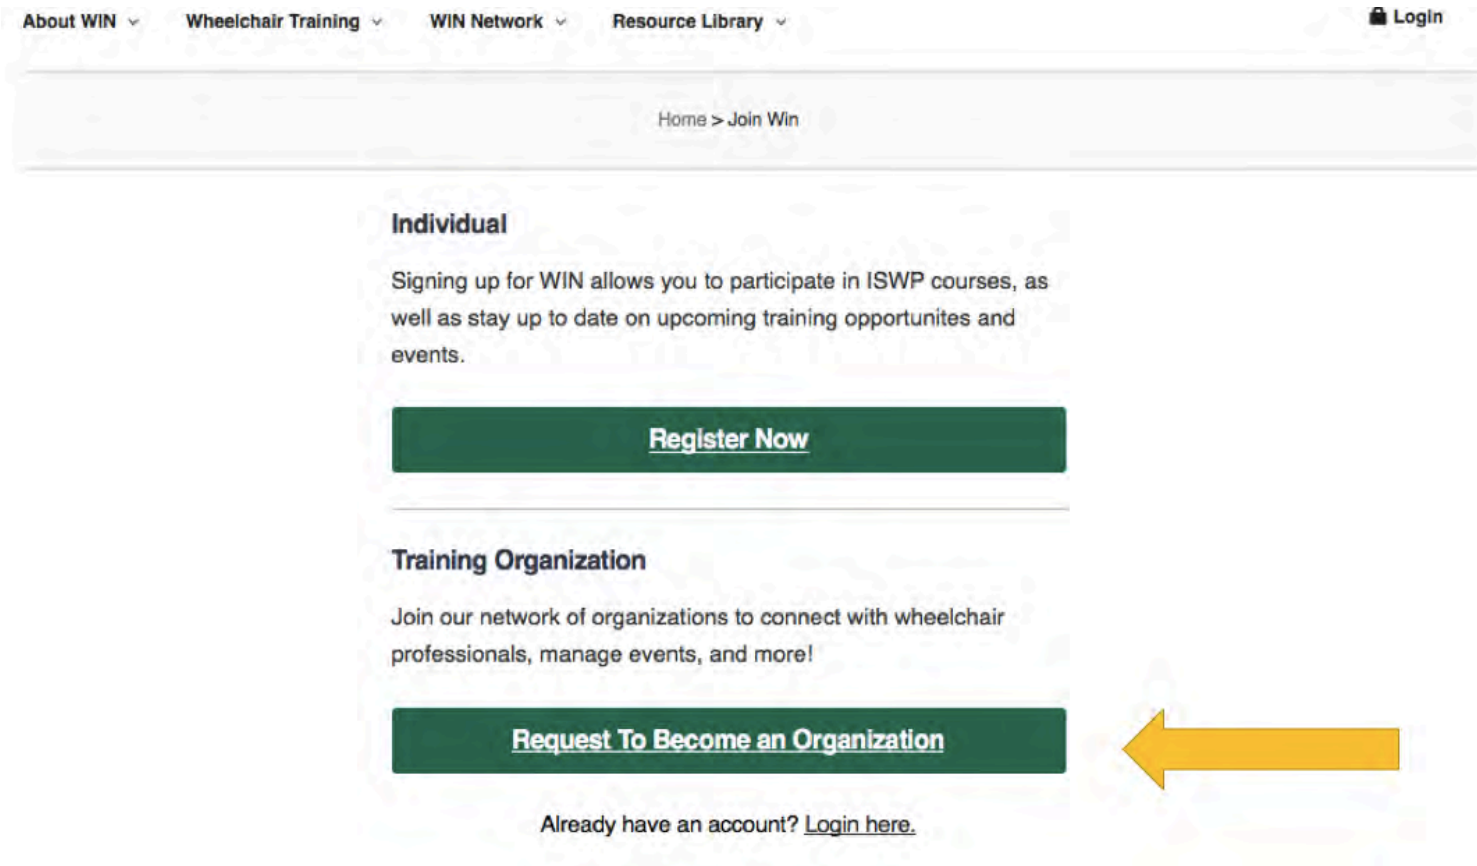 About WIN
Wheelchair Training
WIN Network
Resource Library
Login
Home > Join Win
Individual
Signing up for WIN allows you to participate in ISWP courses, as
well as stay up to date on upcoming training opportunites and
events.
Register Now
Training Organization
Join our network of organizations to connect with wheelchair
professionals, manage events, and more!
Request To Become an Organization
Already have an account? Login here.